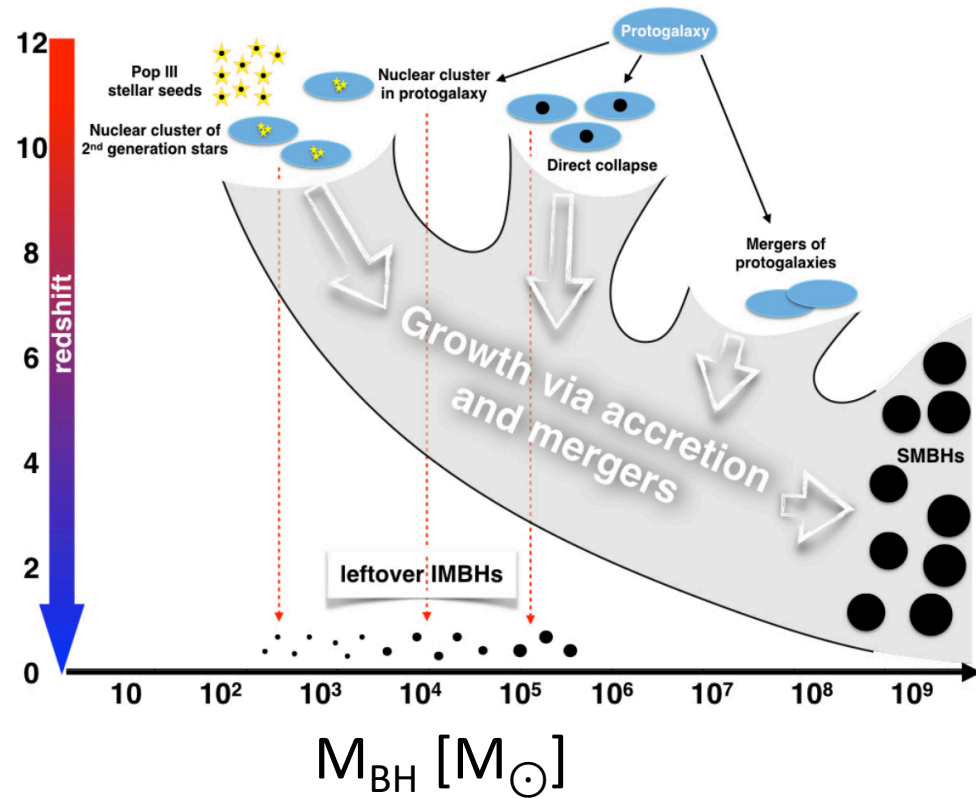 12
10
8
6
4
2
0
redshift
Pop III
stellar seeds
Nuclear cluster of
2nd generation stars
Nuclear cluster
in protogalaxy
Protogalaxy
Direct collapse
Mergers of
protogalaxies
Growth via accretion
and mergers
SMBHs
leftover IMBHs
10 10² 10³ 10⁴ 10⁵ 10⁶ 10⁷ 10⁸ 10⁹
M_BH [M_⊙]